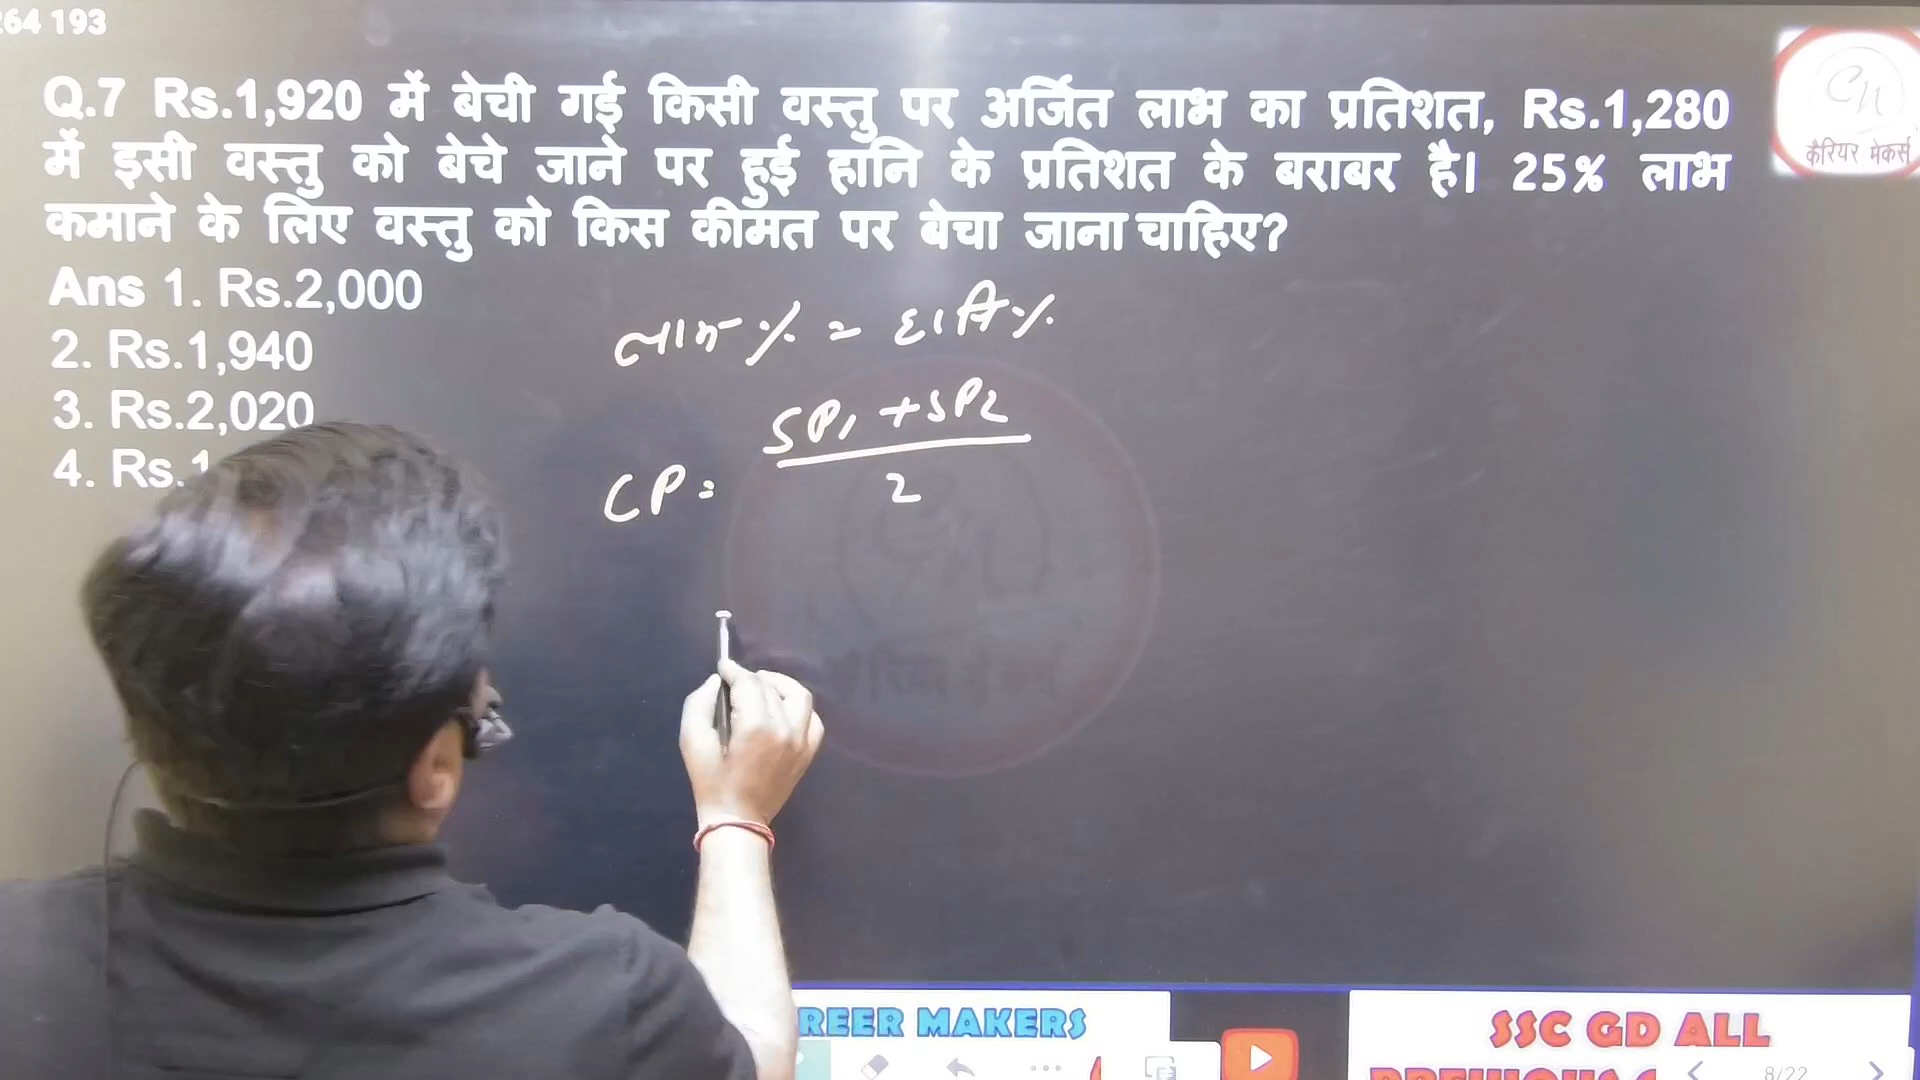 264 193
Q.7 Rs.1,920 में बेची गई किसी वस्तु पर अर्जित लाभ का प्रतिशत, Rs.1,280
में इसी वस्तु को बेचे जाने पर हुई हानि के प्रतिशत के बराबर है। 25% लाभ
कमाने के लिए वस्तु को किस कीमत पर बेचा जाना चाहिए?
Ans 1. Rs.2,000
2. Rs.1,940
3. Rs.2,020
4. Rs.1
लाभ % = हानि %
CP = SP1 + SP2
2
कैरियर मेकर्स
REER MAKERS
SSC GD ALL
8/22